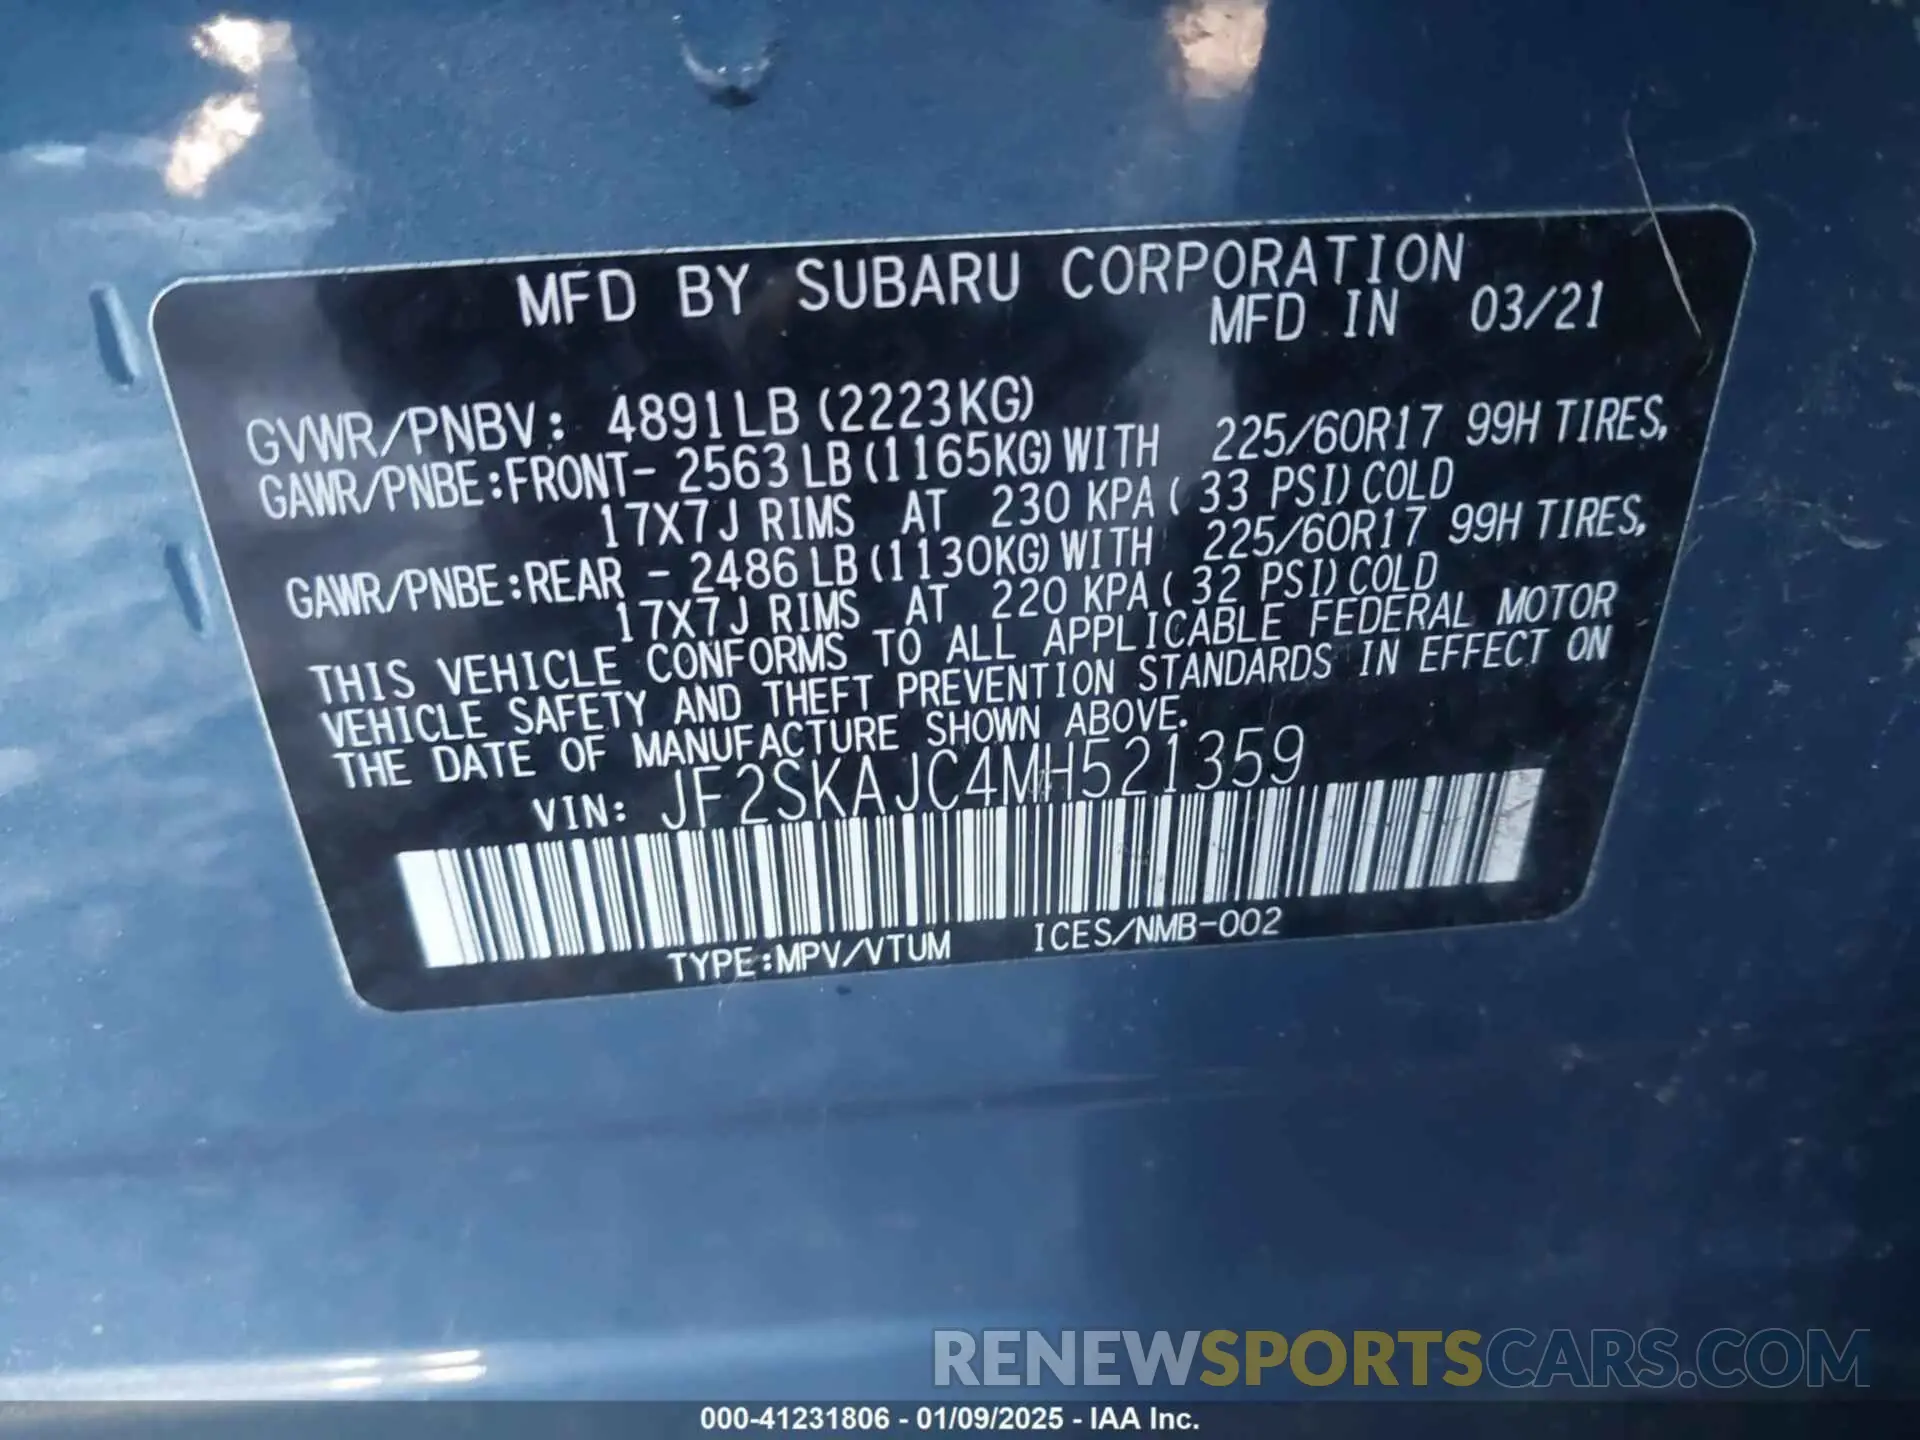 MFD BY SUBARU CORPORATION
MFD IN 03/21
GVWR/PNBV: 4891LB (2223KG)
GAWR/PNBE:FRONT- 2563LB(1165KG)WITH 225/60R17 99H TIRES,
17X7J RIMS AT 230 KPA( 33 PSI)COLD
GAWR/PNBE:REAR - 2486LB(1130KG)WITH 225/60R17 99H TIRES,
17X7J RIMS AT 220 KPA( 32 PSI)COLD
THIS VEHICLE CONFORMS TO ALL APPLICABLE FEDERAL MOTOR
VEHICLE SAFETY AND THEFT PREVENTION STANDARDS IN EFFECT ON
THE DATE OF MANUFACTURE SHOWN ABOVE.
VIN: JF2SKAJC4MH521359
TYPE:MPV/VTUM ICES/NMB-002
RENEWSPORTSCARS.COM
000-41231806 - 01/09/2025 - IAA Inc.